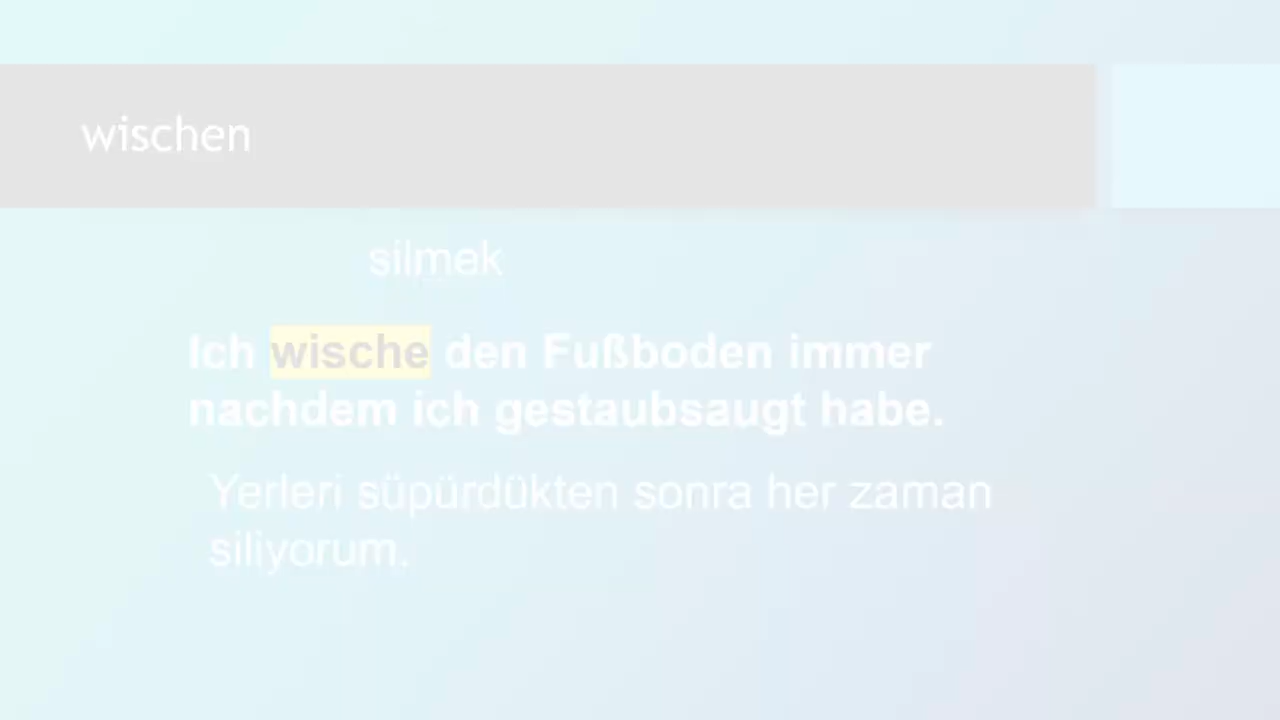 wischen
silmek
Ich wische den Fußboden immer
nachdem ich gestaubsaugt habe.
Yerleri süpürdükten sonra her zaman
siliyorum.